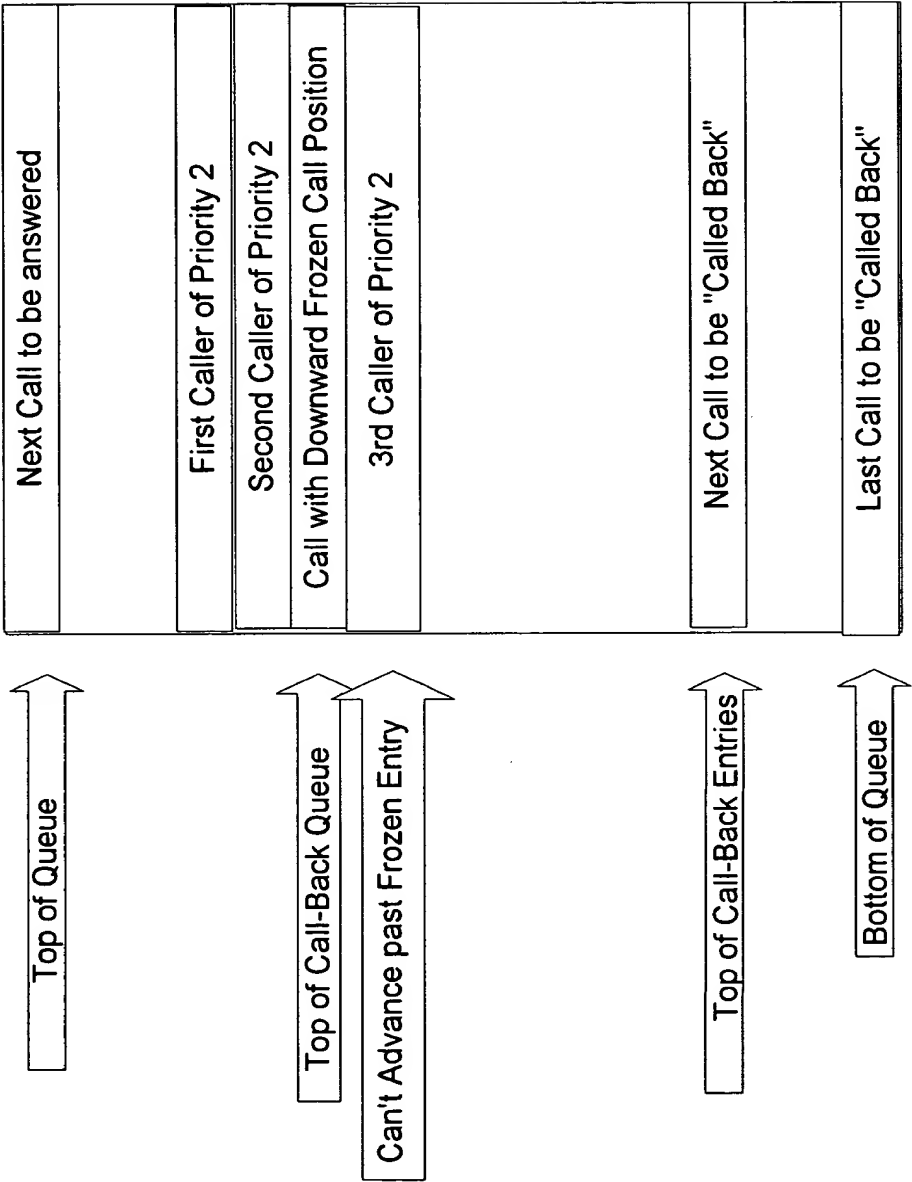 Top of Queue
Top of Call-Back Queue
Can't Advance past Frozen Entry
Top of Call-Back Entries
Bottom of Queue
Next Call to be answered
First Caller of Priority 2
Second Caller of Priority 2
Call with Downward Frozen Call Position
3rd Caller of Priority 2
Next Call to be "Called Back"
Last Call to be "Called Back"